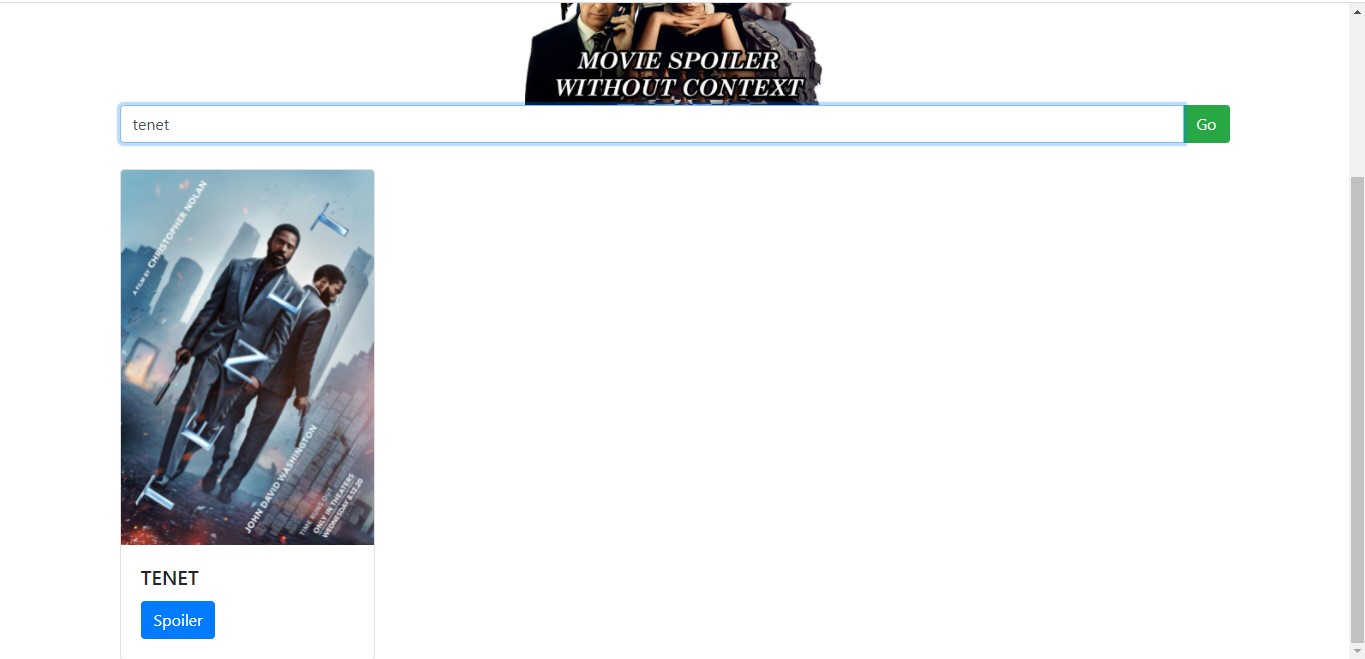 MOVIE SPOILER
WITHOUT CONTEXT
tenet
Go
A FILM BY CHRISTOPHER NOLAN
TENET
JOHN DAVID WASHINGTON
TIME RUNS OUT
ONLY IN THEATERS
WEDNESDAY 8.12.20
TENET
Spoiler